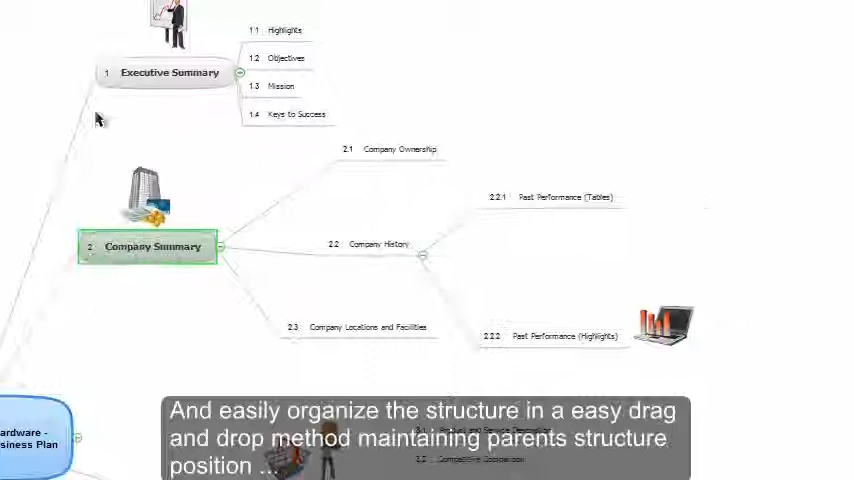 1.1 Highlights
1.2 Objectives
1 Executive Summary
1.3 Mission
1.4 Keys to Success
2.1 Company Ownership
2.2.1 Past Performance (Tables)
2 Company Summary
2.2 Company History
2.3 Company Locations and Facilities
2.2.2 Past Performance (Highlights)
ardware -
siness Plan
And easily organize the structure in a easy drag
and drop method maintaining parents structure
position ...